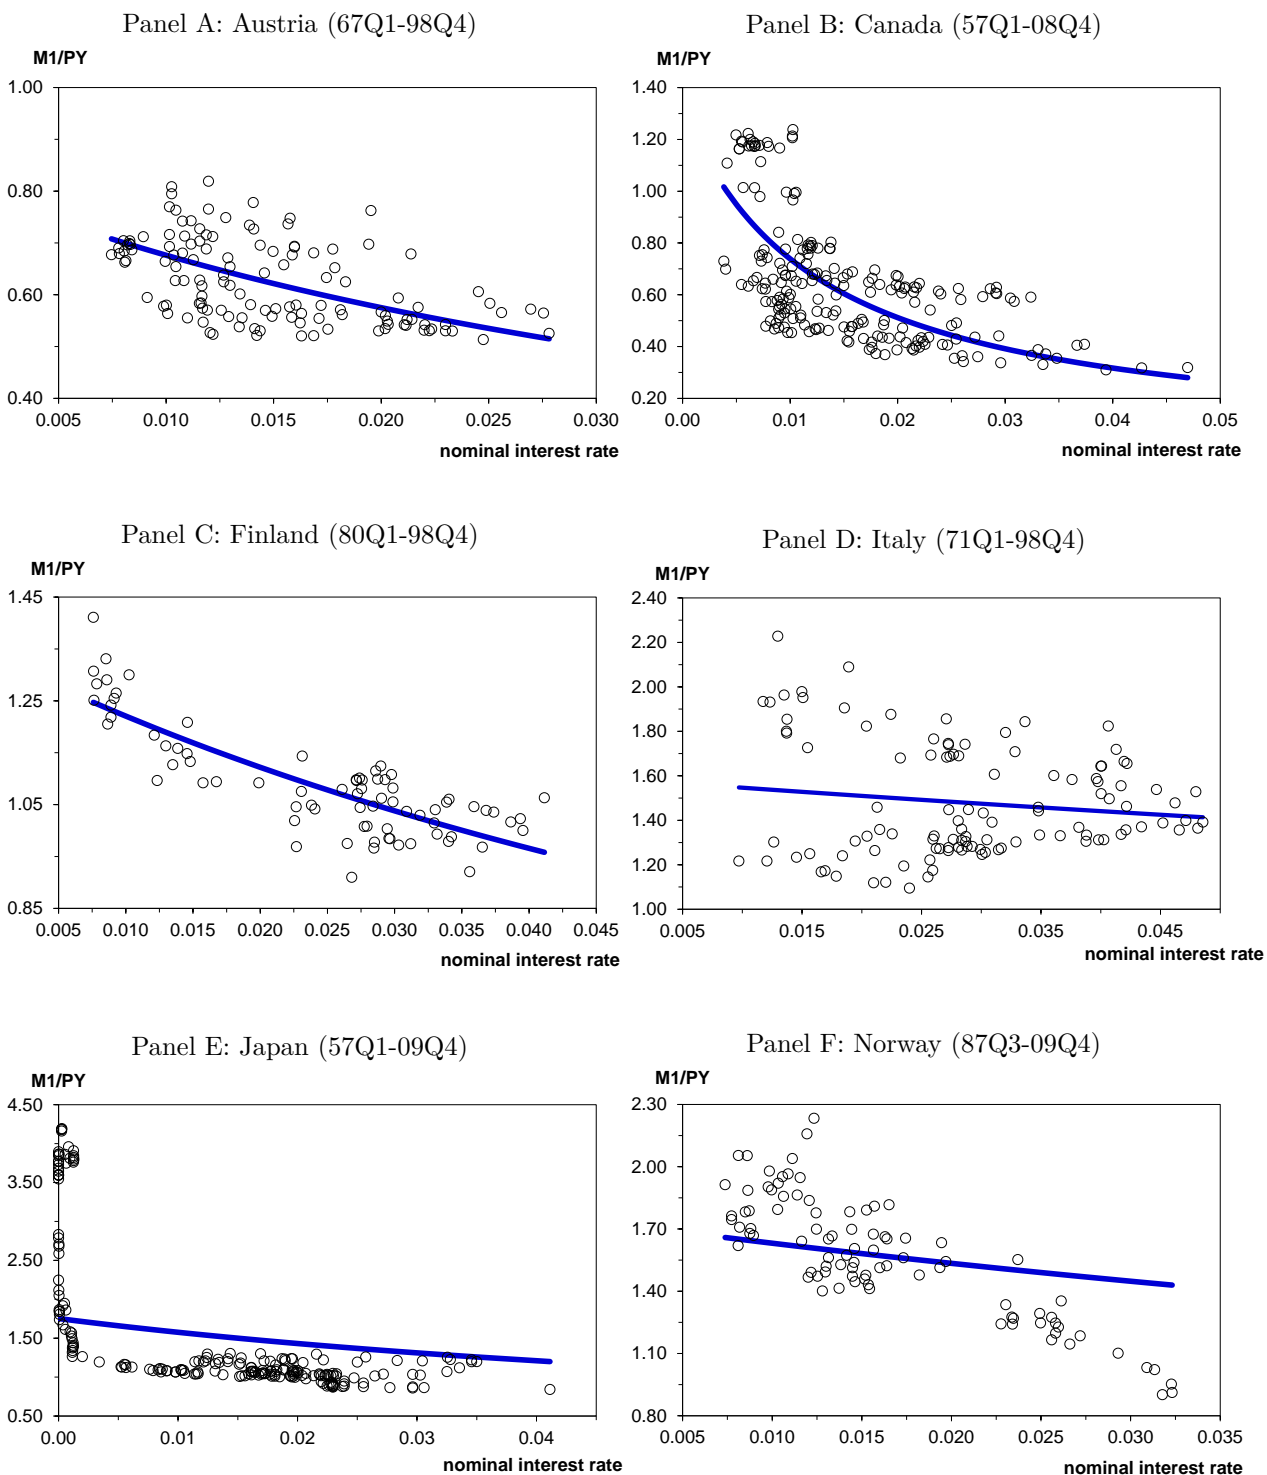 Panel A: Austria (67Q1-98Q4)
M1/PY
1.00
0.80
0.60
0.40
0.005 0.010 0.015 0.020 0.025 0.030
nominal interest rate
Panel B: Canada (57Q1-08Q4)
M1/PY
1.40
1.20
1.00
0.80
0.60
0.40
0.20
0.00 0.01 0.02 0.03 0.04 0.05
nominal interest rate
Panel C: Finland (80Q1-98Q4)
M1/PY
1.45
1.25
1.05
0.85
0.005 0.010 0.015 0.020 0.025 0.030 0.035 0.040 0.045
nominal interest rate
Panel D: Italy (71Q1-98Q4)
M1/PY
2.40
2.20
2.00
1.80
1.60
1.40
1.20
1.00
0.005 0.015 0.025 0.035 0.045
nominal interest rate
Panel E: Japan (57Q1-09Q4)
M1/PY
4.50
3.50
2.50
1.50
0.50
0.00 0.01 0.02 0.03 0.04
nominal interest rate
Panel F: Norway (87Q3-09Q4)
M1/PY
2.30
2.00
1.70
1.40
1.10
0.80
0.005 0.010 0.015 0.020 0.025 0.030 0.035
nominal interest rate